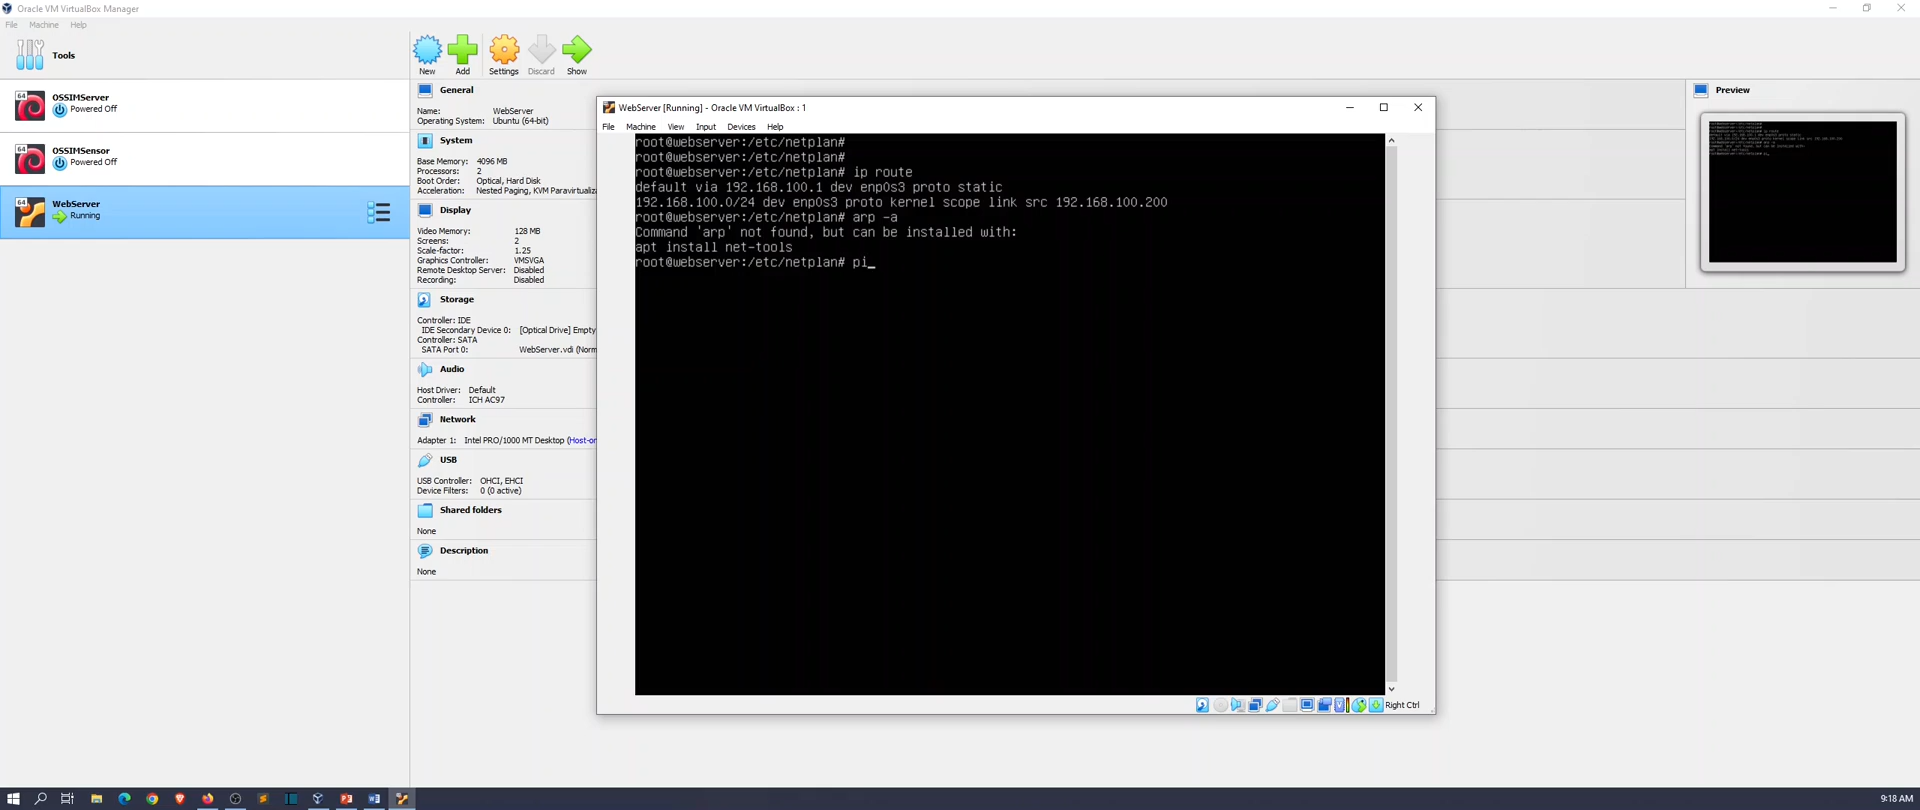 Oracle VM VirtualBox Manager
File Machine Help
Tools
New Add Settings Discard Show
64 OSSIMServer
Powered Off
64 OSSIMSensor
Powered Off
64 WebServer
Running
General
Name: WebServer
Operating System: Ubuntu (64-bit)
System
Base Memory: 4096 MB
Processors: 2
Boot Order: Optical, Hard Disk
Acceleration: Nested Paging, KVM Paravirtualiz
Display
Video Memory: 128 MB
Screens: 2
Scale-factor: 1.25
Graphics Controller: VMSVGA
Remote Desktop Server: Disabled
Recording: Disabled
Storage
Controller: IDE
IDE Secondary Device 0: [Optical Drive] Empty
Controller: SATA
SATA Port 0: WebServer.vdi (Norm
Audio
Host Driver: Default
Controller: ICH AC97
Network
Adapter 1: Intel PRO/1000 MT Desktop (Host-on
USB
USB Controller: OHCI, EHCI
Device Filters: 0 (0 active)
Shared folders
None
Description
None
WebServer [Running] - Oracle VM VirtualBox : 1
File Machine View Input Devices Help
root@webserver:/etc/netplan#
root@webserver:/etc/netplan#
root@webserver:/etc/netplan# ip route
default via 192.168.100.1 dev enp0s3 proto static
192.168.100.0/24 dev enp0s3 proto kernel scope link src 192.168.100.200
root@webserver:/etc/netplan# arp -a
Command 'arp' not found, but can be installed with:
apt install net-tools
root@webserver:/etc/netplan# pi_
Right Ctrl
Preview
9:18 AM